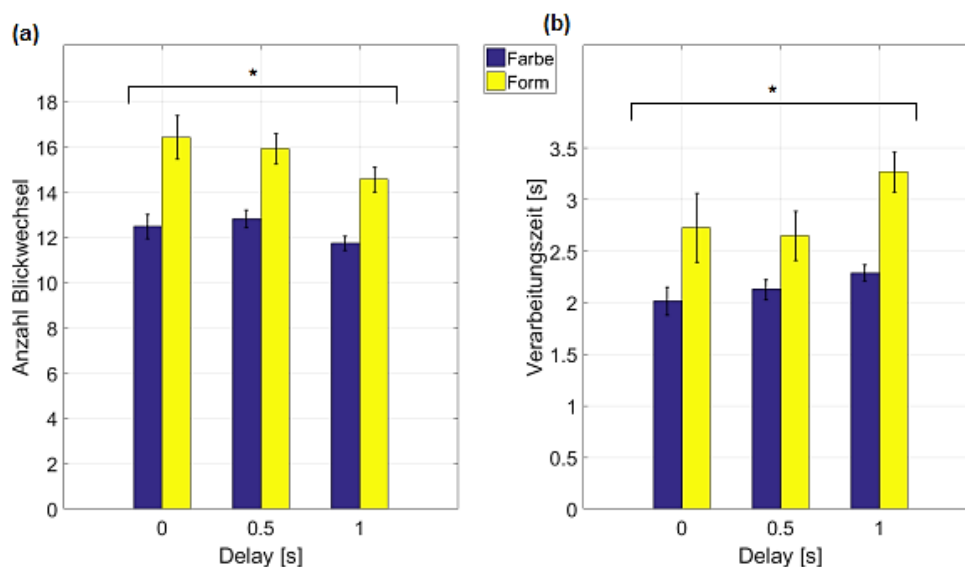 (a)
*
Anzahl Blickwechsel
18
16
14
12
10
8
6
4
2
0
0 0.5 1
Delay [s]
Farbe
Form
(b)
*
Verarbeitungszeit [s]
3.5
3
2.5
2
1.5
1
0.5
0
0 0.5 1
Delay [s]